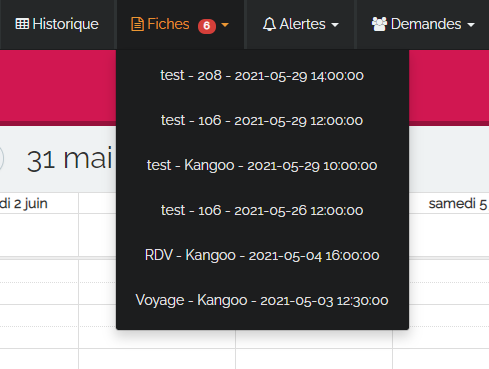 Historique
Fiches 6
Alertes
Demandes
test - 208 - 2021-05-29 14:00:00
test - 106 - 2021-05-29 12:00:00
test - Kangoo - 2021-05-29 10:00:00
test - 106 - 2021-05-26 12:00:00
RDV - Kangoo - 2021-05-04 16:00:00
Voyage - Kangoo - 2021-05-03 12:30:00
31 mai
di 2 juin
samedi 5